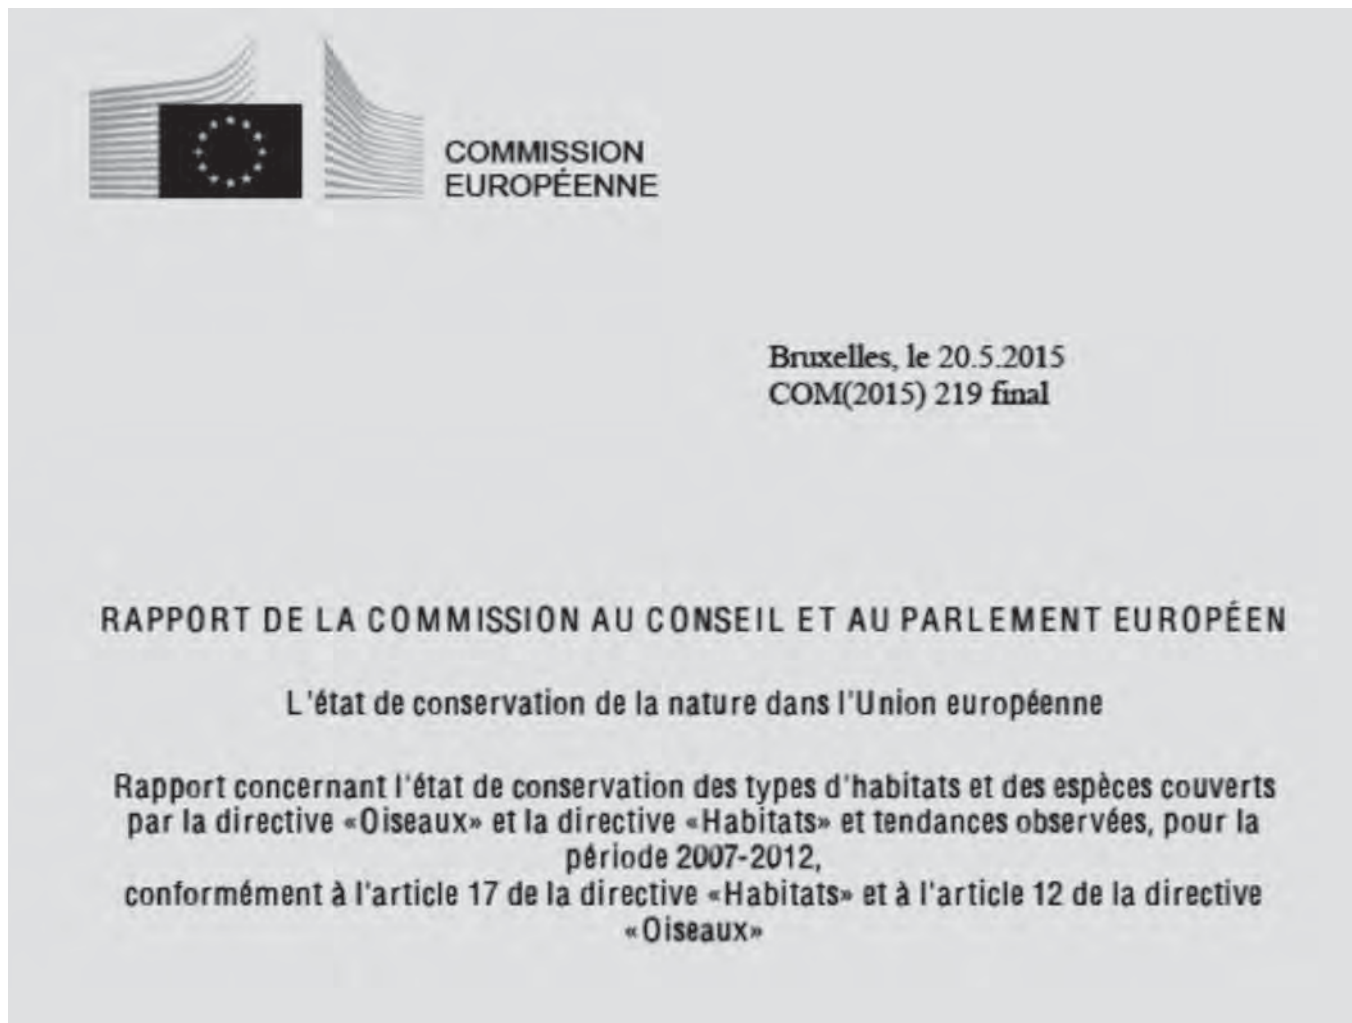 COMMISSION
EUROPÉENNE
Bruxelles, le 20.5.2015
COM(2015) 219 final
RAPPORT DE LA COMMISSION AU CONSEIL ET AU PARLEMENT EUROPÉEN
L'état de conservation de la nature dans l'Union européenne
Rapport concernant l'état de conservation des types d'habitats et des espèces couverts
par la directive «Oiseaux» et la directive «Habitats» et tendances observées, pour la
période 2007-2012,
conformément à l'article 17 de la directive «Habitats» et à l'article 12 de la directive
«Oiseaux»